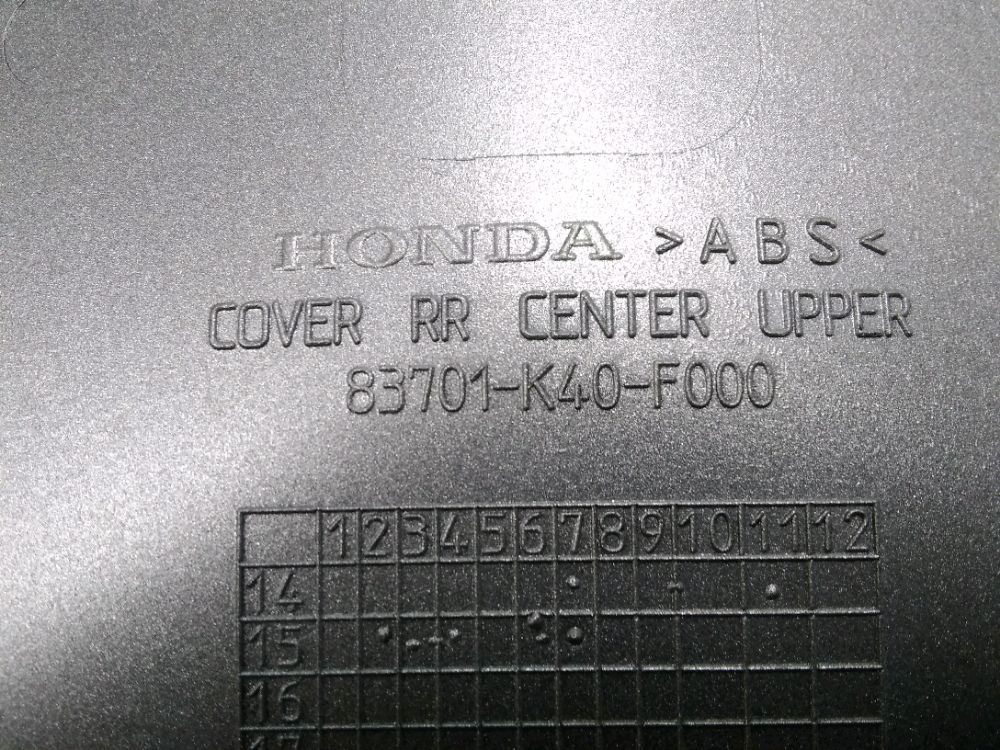 HONDA >ABS<
COVER RR CENTER UPPER
83701-K40-F000
1 2 3 4 5 6 7 8 9 10 11 12
14
15
16
17